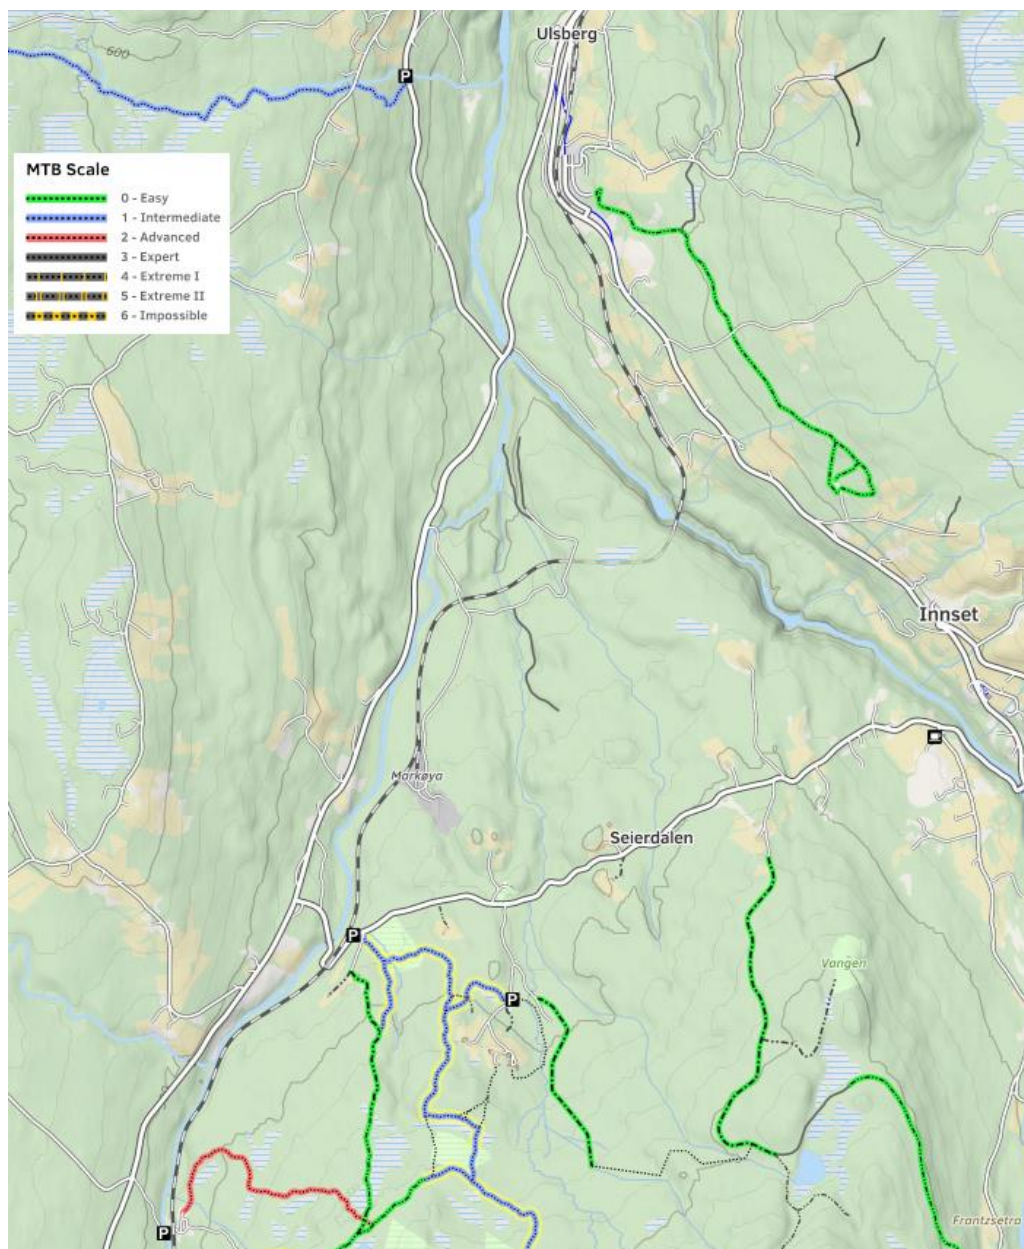 Ulsberg
600
P
MTB Scale
0 - Easy
1 - Intermediate
2 - Advanced
3 - Expert
4 - Extreme I
5 - Extreme II
6 - Impossible
Innset
Markøya
Seierdalen
P
Vangen
P
Frantzsetra
P